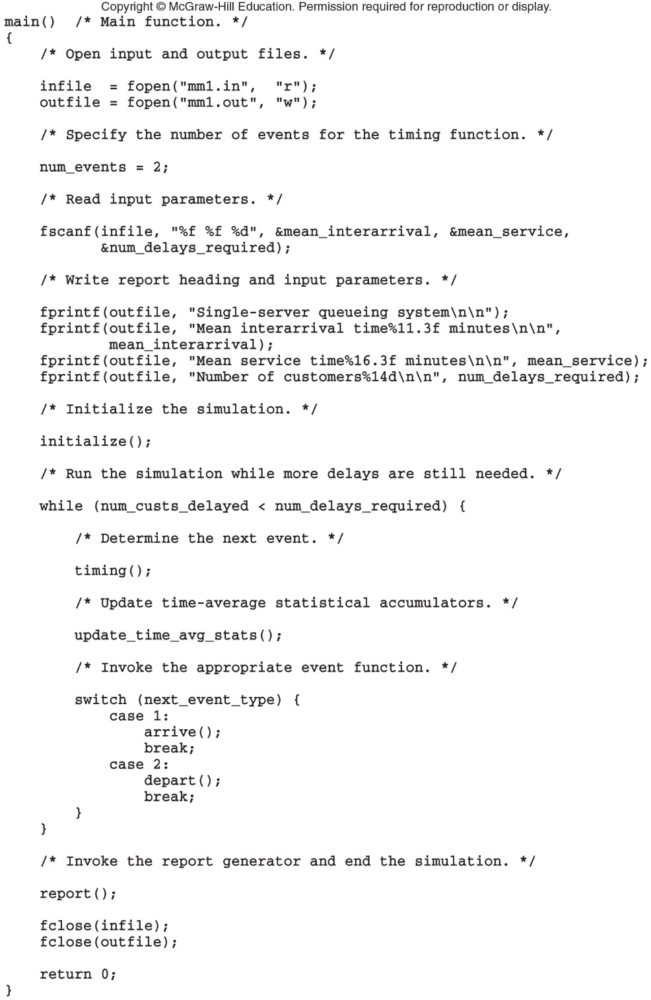 Copyright © McGraw-Hill Education. Permission required for reproduction or display.
main()  /* Main function. */
{
    /* Open input and output files. */

    infile  = fopen("mm1.in",  "r");
    outfile = fopen("mm1.out", "w");

    /* Specify the number of events for the timing function. */

    num_events = 2;

    /* Read input parameters. */

    fscanf(infile, "%f %f %d", &mean_interarrival, &mean_service,
           &num_delays_required);

    /* Write report heading and input parameters. */

    fprintf(outfile, "Single-server queueing system\n\n");
    fprintf(outfile, "Mean interarrival time%11.3f minutes\n\n",
            mean_interarrival);
    fprintf(outfile, "Mean service time%16.3f minutes\n\n", mean_service);
    fprintf(outfile, "Number of customers%14d\n\n", num_delays_required);

    /* Initialize the simulation. */

    initialize();

    /* Run the simulation while more delays are still needed. */

    while (num_custs_delayed < num_delays_required) {

        /* Determine the next event. */

        timing();

        /* Update time-average statistical accumulators. */

        update_time_avg_stats();

        /* Invoke the appropriate event function. */

        switch (next_event_type) {
            case 1:
                arrive();
                break;
            case 2:
                depart();
                break;
        }
    }

    /* Invoke the report generator and end the simulation. */

    report();

    fclose(infile);
    fclose(outfile);

    return 0;
}